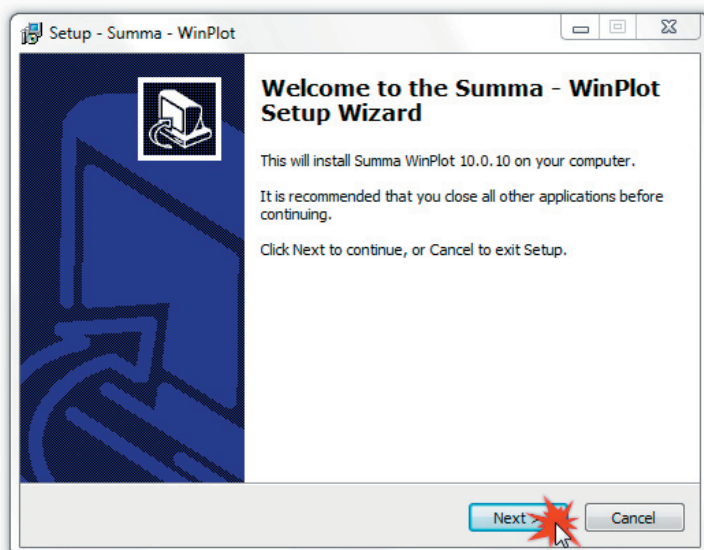 Setup - Summa - WinPlot
Welcome to the Summa - WinPlot
Setup Wizard
This will install Summa WinPlot 10.0.10 on your computer.
It is recommended that you close all other applications before
continuing.
Click Next to continue, or Cancel to exit Setup.
Next >
Cancel